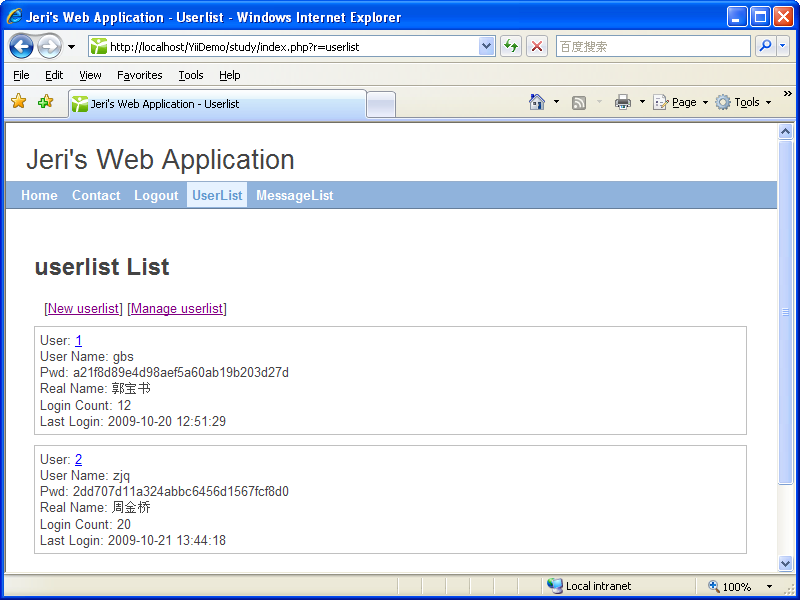 Jeri's Web Application - Userlist - Windows Internet Explorer
http://localhost/YiiDemo/study/index.php?r=userlist
百度搜索
File Edit View Favorites Tools Help
Jeri's Web Application - Userlist
Page Tools »
Jeri's Web Application
Home Contact Logout UserList MessageList
userlist List
[New userlist] [Manage userlist]
User: 1
User Name: gbs
Pwd: a21f8d89e4d98aef5a60ab19b203d27d
Real Name: 郭宝书
Login Count: 12
Last Login: 2009-10-20 12:51:29
User: 2
User Name: zjq
Pwd: 2dd707d11a324abbc6456d1567fcf8d0
Real Name: 周金桥
Login Count: 20
Last Login: 2009-10-21 13:44:18
Local intranet
100%